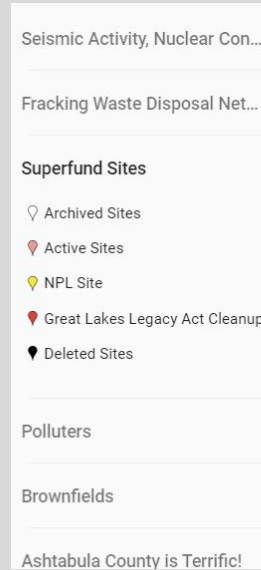 Seismic Activity, Nuclear Con...
Fracking Waste Disposal Net...
Superfund Sites
Archived Sites
Active Sites
NPL Site
Great Lakes Legacy Act Cleanup
Deleted Sites
Polluters
Brownfields
Ashtabula County is Terrific!